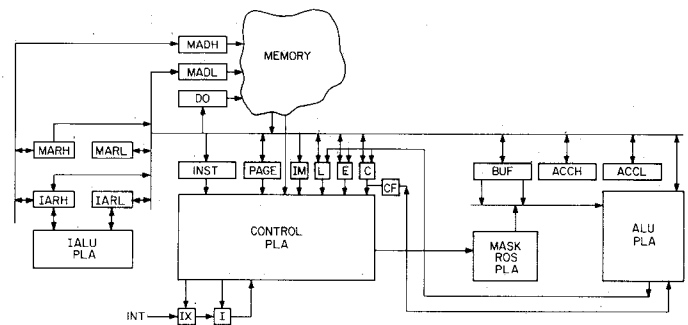 MADH
MEMORY
MADL
DO
MARH
MARL
INST
PAGE
IM
L
E
C
BUF
ACCH
ACCL
CF
IARH
IARL
IALU
PLA
CONTROL
PLA
MASK
ROS
PLA
ALU
PLA
INT
IX
I